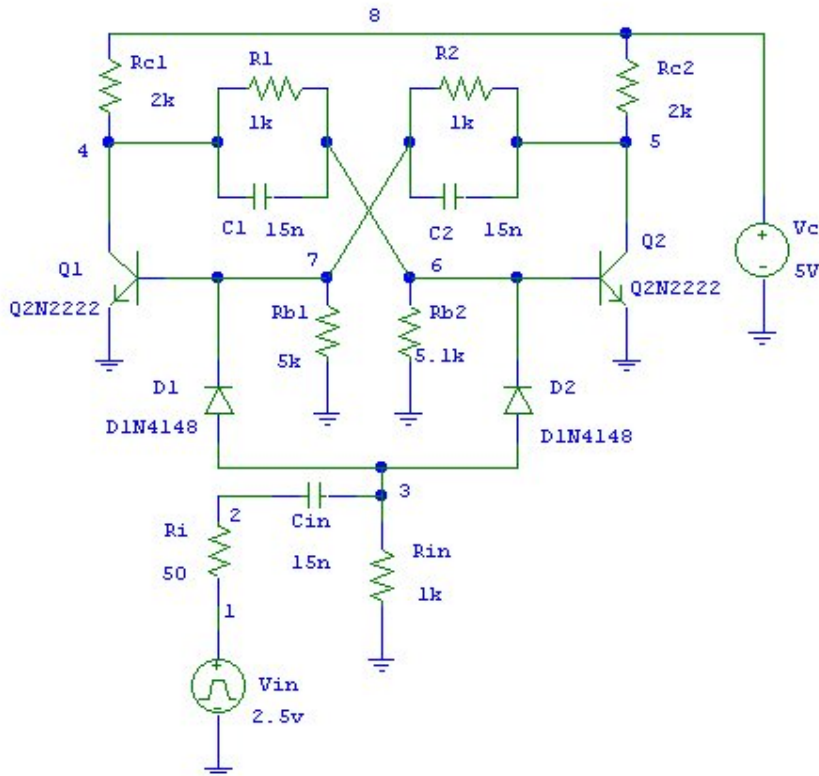 8
Rc1
2k
R1
1k
R2
1k
Rc2
2k
4
5
C1
15n
C2
15n
Vc
5V
Q1
Q2N2222
7
6
Q2
Q2N2222
Rb1
5k
Rb2
5.1k
D1
D1N4148
D2
D1N4148
3
2
Cin
15n
Ri
50
Rin
1k
1
Vin
2.5v